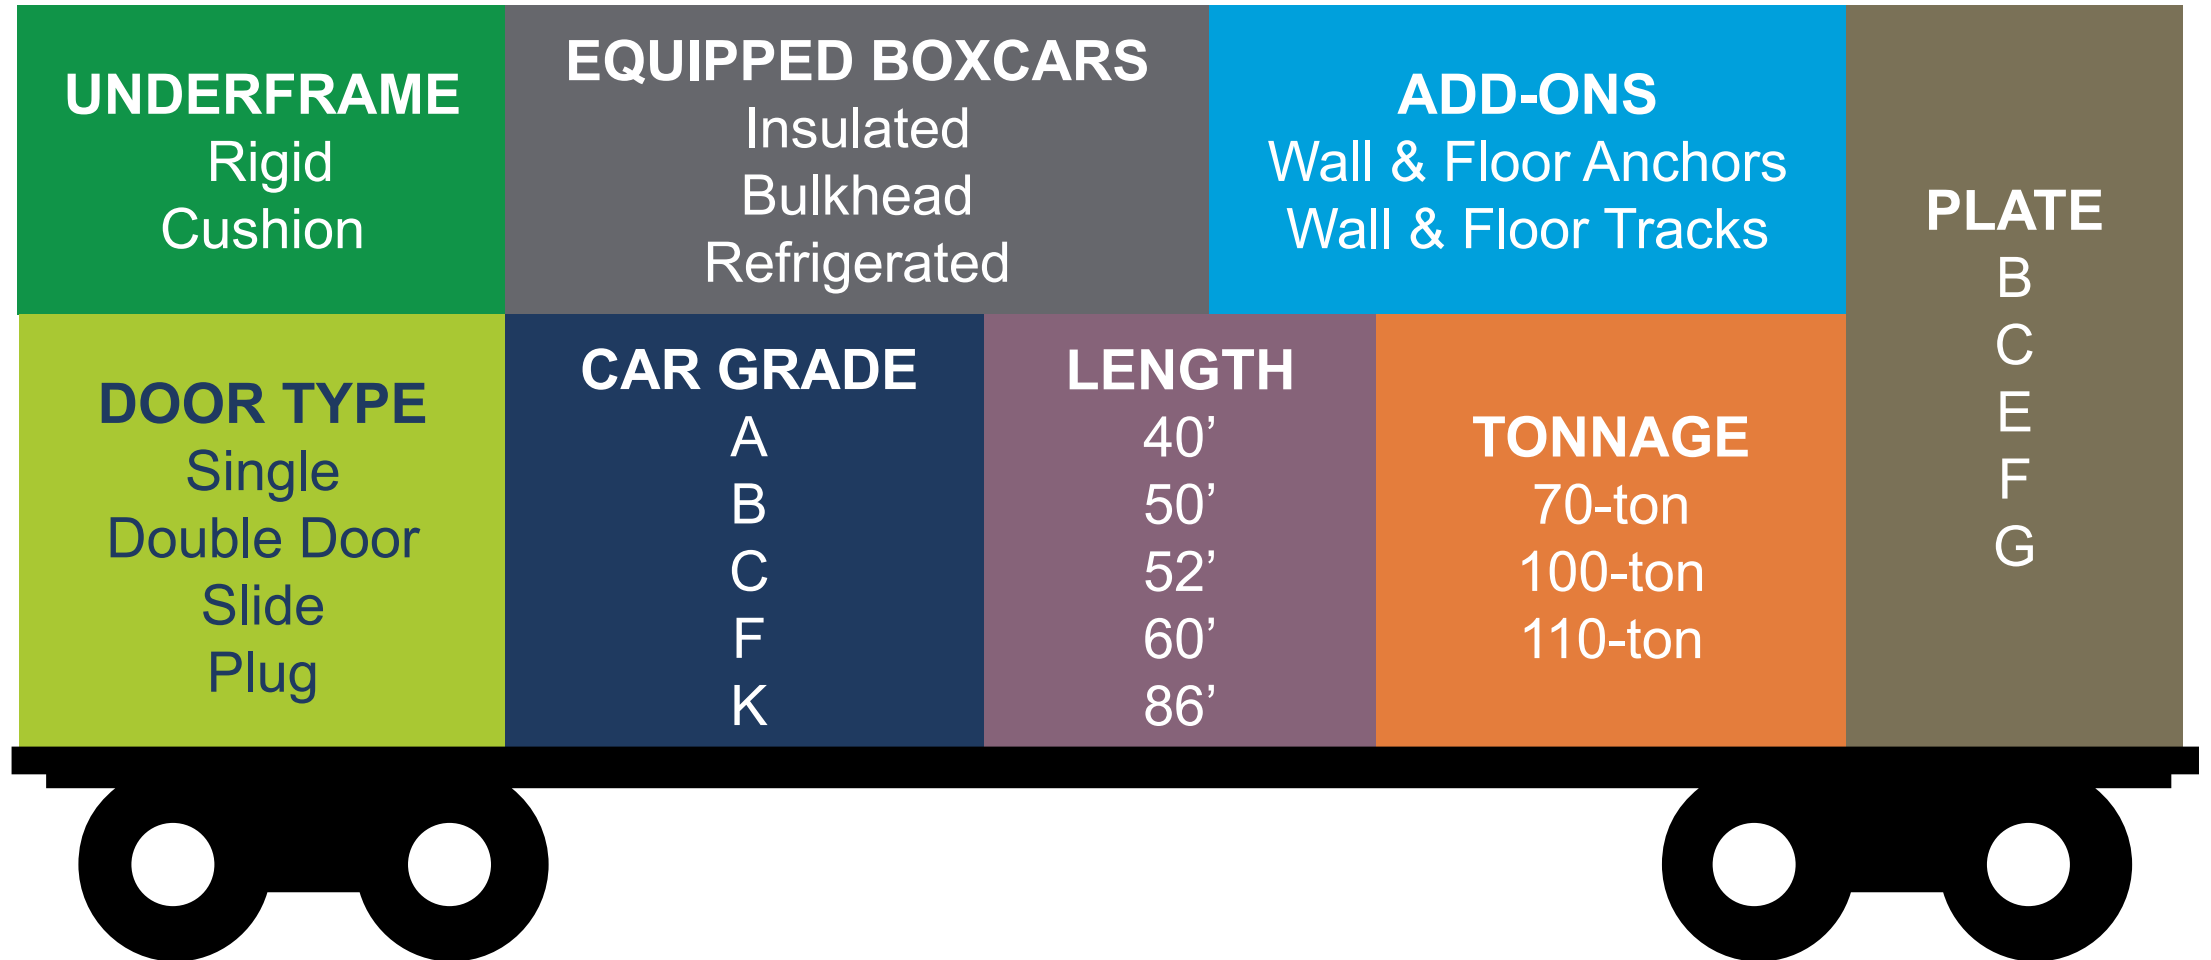 UNDERFRAME
Rigid
Cushion
EQUIPPED BOXCARS
Insulated
Bulkhead
Refrigerated
ADD-ONS
Wall & Floor Anchors
Wall & Floor Tracks
PLATE
B
C
E
F
G
DOOR TYPE
Single
Double Door
Slide
Plug
CAR GRADE
A
B
C
F
K
LENGTH
40’
50’
52’
60’
86’
TONNAGE
70-ton
100-ton
110-ton